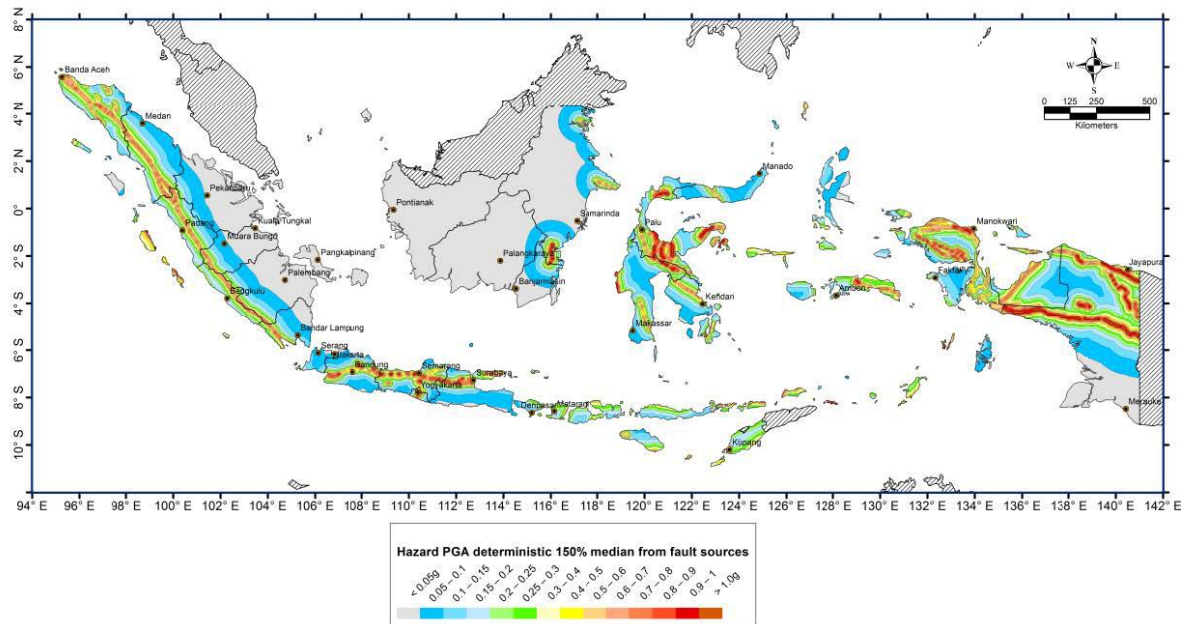 8° N
6° N
4° N
2° N
0°
2° S
4° S
6° S
8° S
10° S
N
W E
S
0 125 250 500
Kilometers
Banda Aceh
Medan
Pekanbaru
Kuala Tungkal
Padang
Muara Bungo
Pangkalpinang
Palembang
Bengkulu
Bandar Lampung
Serang
Jakarta
Bandung
Semarang
Surabaya
Yogyakarta
Denpasar
Mataram
Kupang
Pontianak
Samarinda
Palangkaraya
Banjarmasin
Manado
Palu
Kendari
Makassar
Ambon
Fakfak
Manokwari
Jayapura
Merauke
94° E 96° E 98° E 100° E 102° E 104° E 106° E 108° E 110° E 112° E 114° E 116° E 118° E 120° E 122° E 124° E 126° E 128° E 130° E 132° E 134° E 136° E 138° E 140° E 142° E
Hazard PGA deterministic 150% median from fault sources
< 0.05g 0.05 – 0.1 0.1 – 0.15 0.15 – 0.2 0.2 – 0.25 0.25 – 0.3 0.3 – 0.4 0.4 – 0.5 0.5 – 0.6 0.6 – 0.7 0.7 – 0.8 0.8 – 0.9 0.9 – 1 > 1.0g